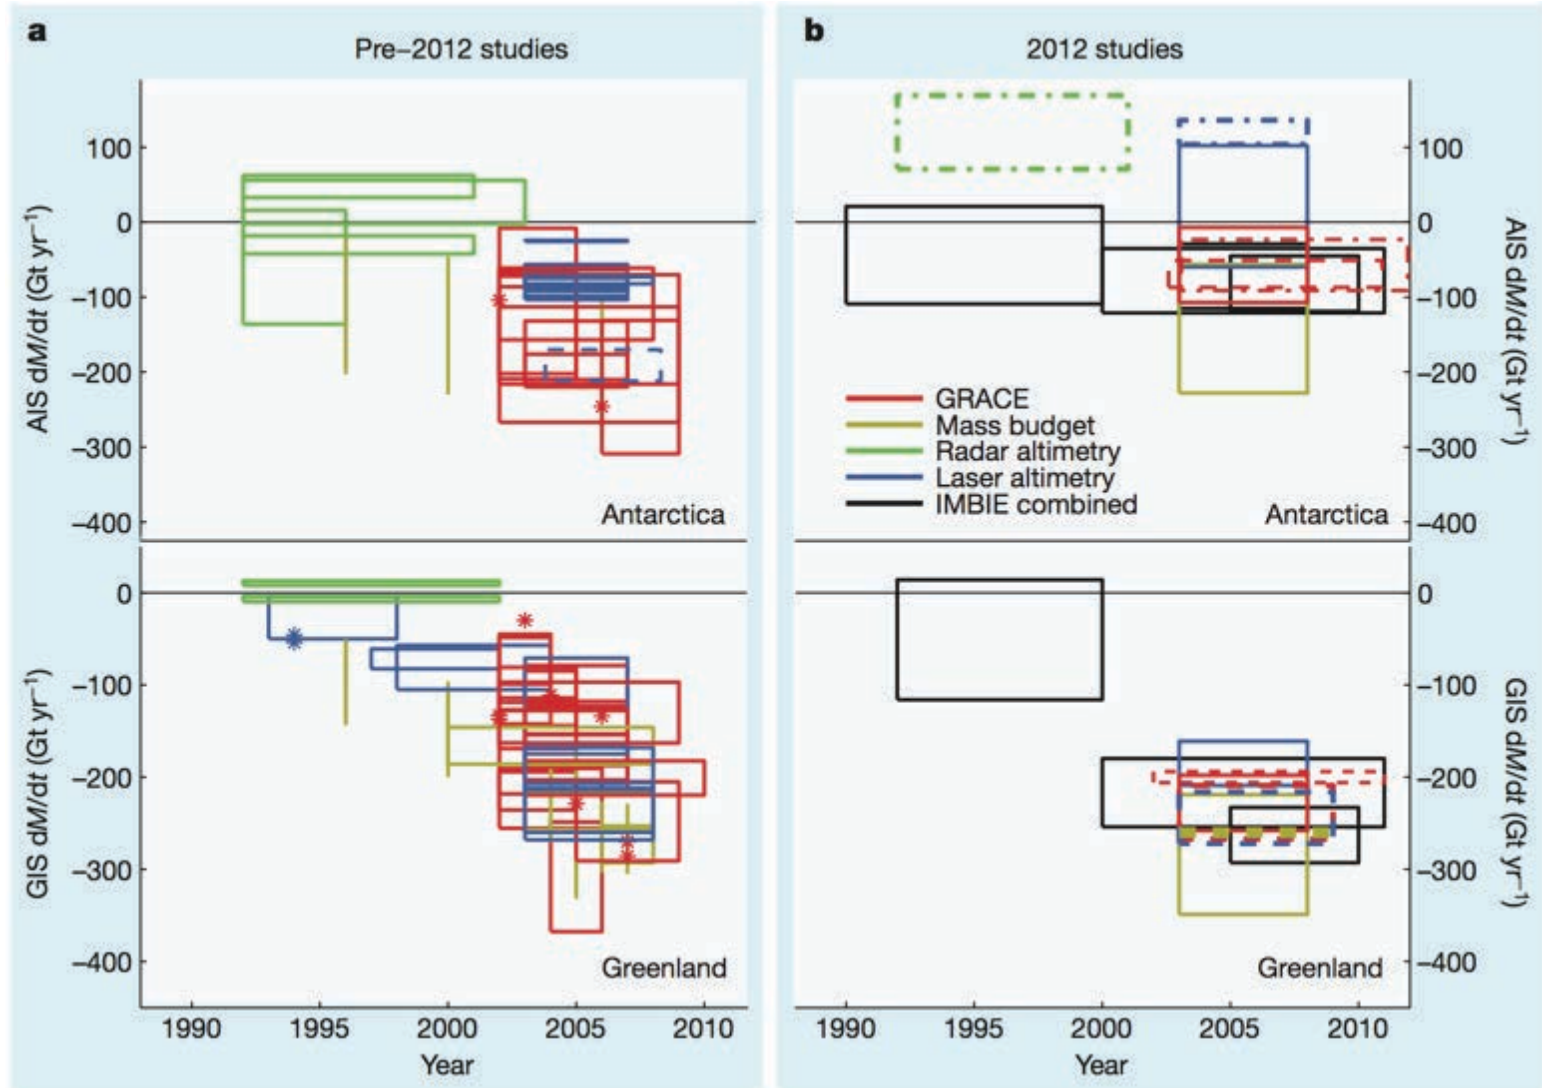 a
Pre–2012 studies
b
2012 studies
AIS dM/dt (Gt yr⁻¹)
100
0
–100
–200
–300
–400
Antarctica
100
0
–100
–200
–300
–400
AIS dM/dt (Gt yr⁻¹)
GRACE
Mass budget
Radar altimetry
Laser altimetry
IMBIE combined
Antarctica
GIS dM/dt (Gt yr⁻¹)
0
–100
–200
–300
–400
Greenland
0
–100
–200
–300
–400
GIS dM/dt (Gt yr⁻¹)
Greenland
1990 1995 2000 2005 2010
Year
1990 1995 2000 2005 2010
Year